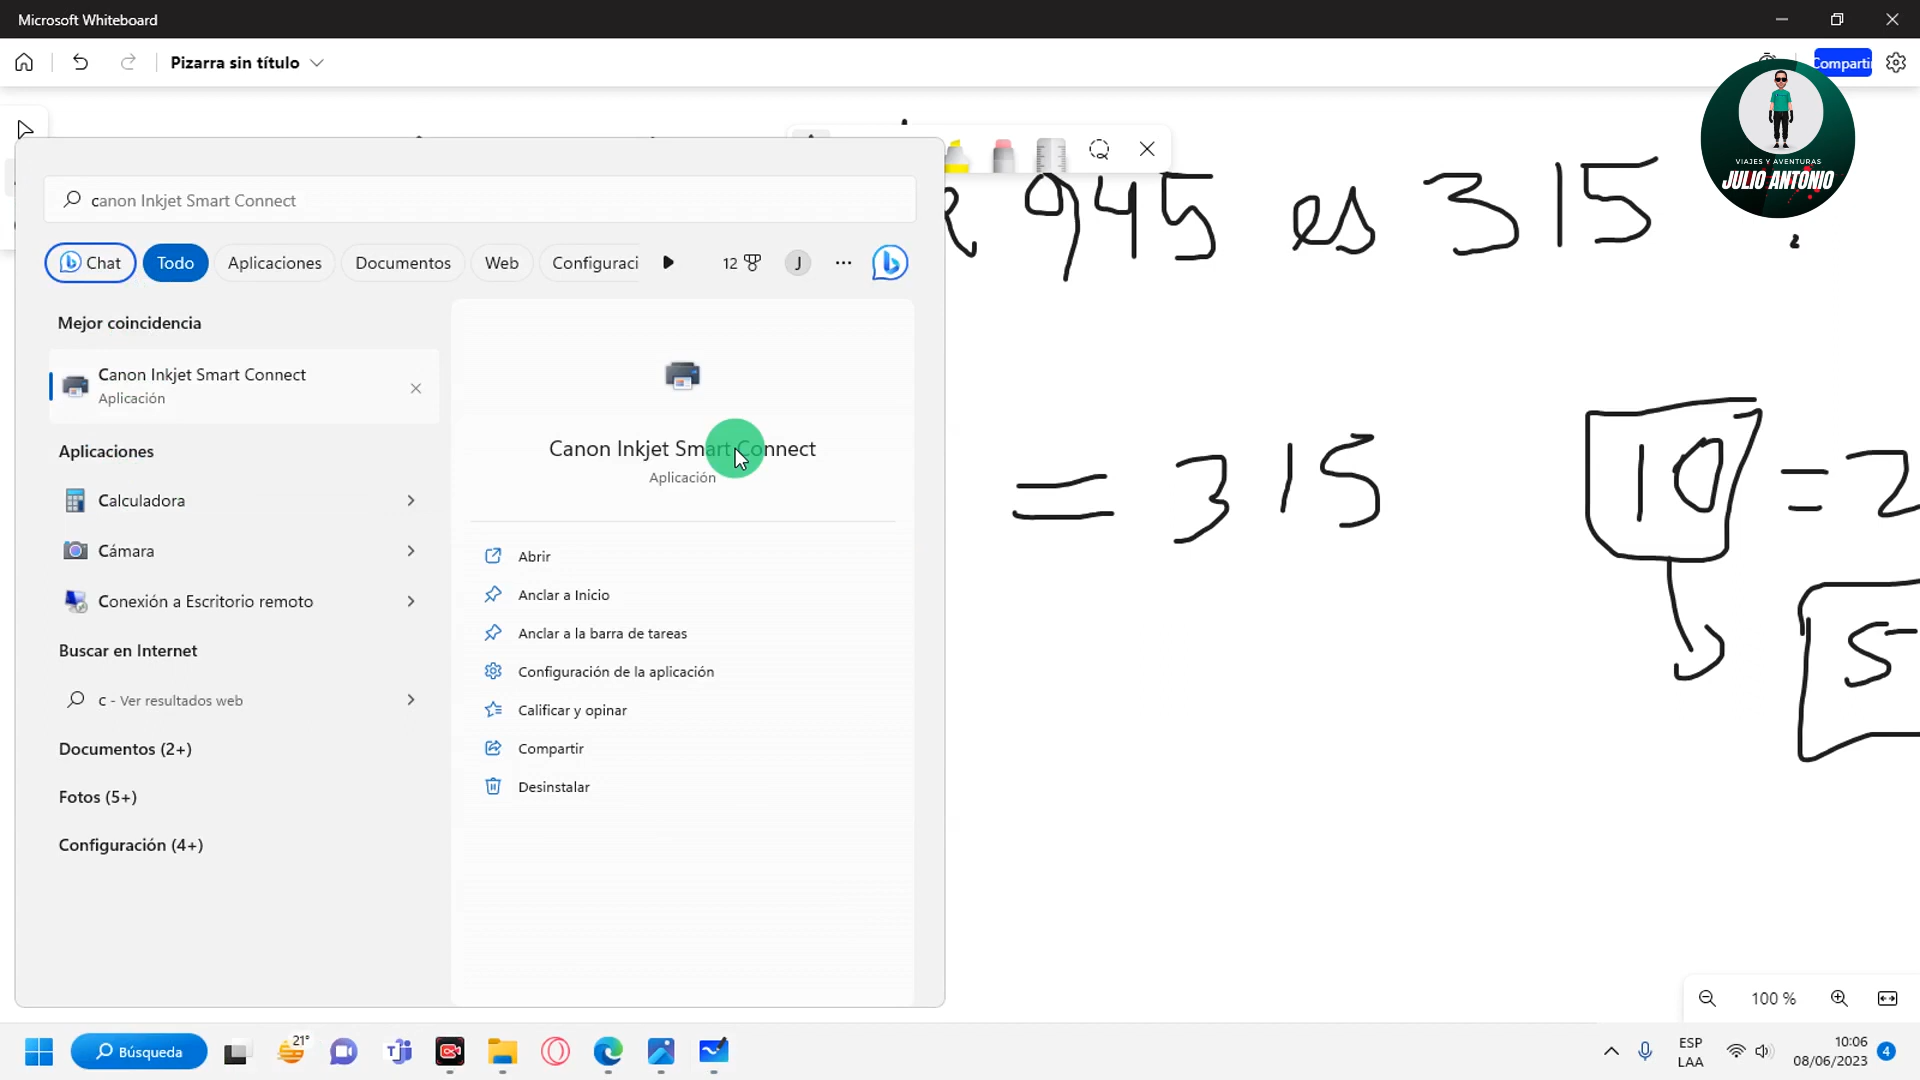 Microsoft Whiteboard
Pizarra sin título
Comparti
VIAJES Y AVENTURAS
JULIO ANTONIO
canon Inkjet Smart Connect
Chat
Todo
Aplicaciones
Documentos
Web
Configuraci
12
J
945 es 315
Mejor coincidencia
Canon Inkjet Smart Connect
Aplicación
Aplicaciones
Calculadora
Cámara
Conexión a Escritorio remoto
Buscar en Internet
c - Ver resultados web
Documentos (2+)
Fotos (5+)
Configuración (4+)
Canon Inkjet Smart Connect
Aplicación
Abrir
Anclar a Inicio
Anclar a la barra de tareas
Configuración de la aplicación
Calificar y opinar
Compartir
Desinstalar
= 315
10 = 2
5
100 %
Búsqueda
21°
ESP
LAA
10:06
08/06/2023
4